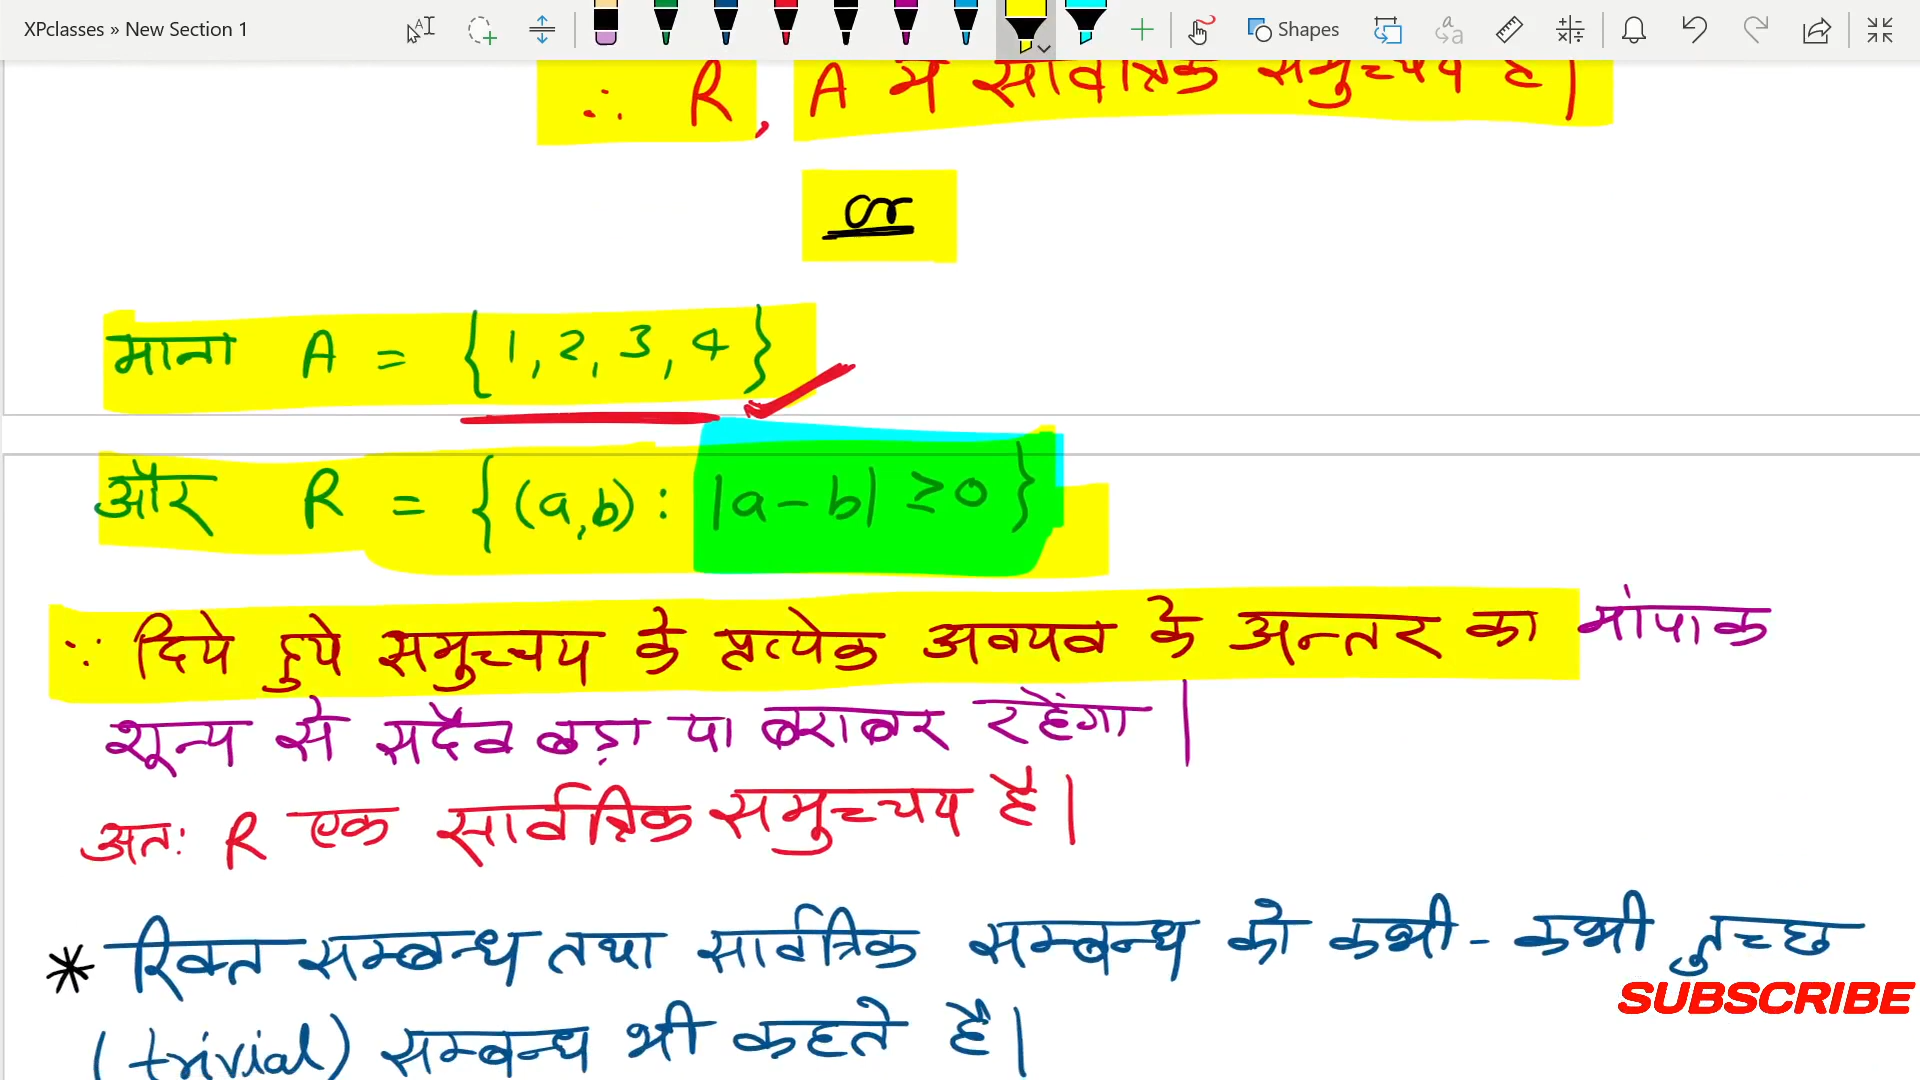 XPclasses » New Section 1
Shapes
∴ R, A में सार्वत्रिक समुच्चय है।
or
माना A = {1, 2, 3, 4}
और R = {(a,b) : |a-b| ≥ 0}
∵ दिये हुये समुच्चय के प्रत्येक अवयव के अन्तर का मांपाक
शून्य से सदैव बड़ा या बराबर रहेंगा।
अतः R एक सार्वत्रिक समुच्चय है।
* रिक्त सम्बन्ध तथा सार्वत्रिक सम्बन्ध को कभी-कभी तुच्छ
SUBSCRIBE
(trivial) सम्बन्ध भी कहते है।